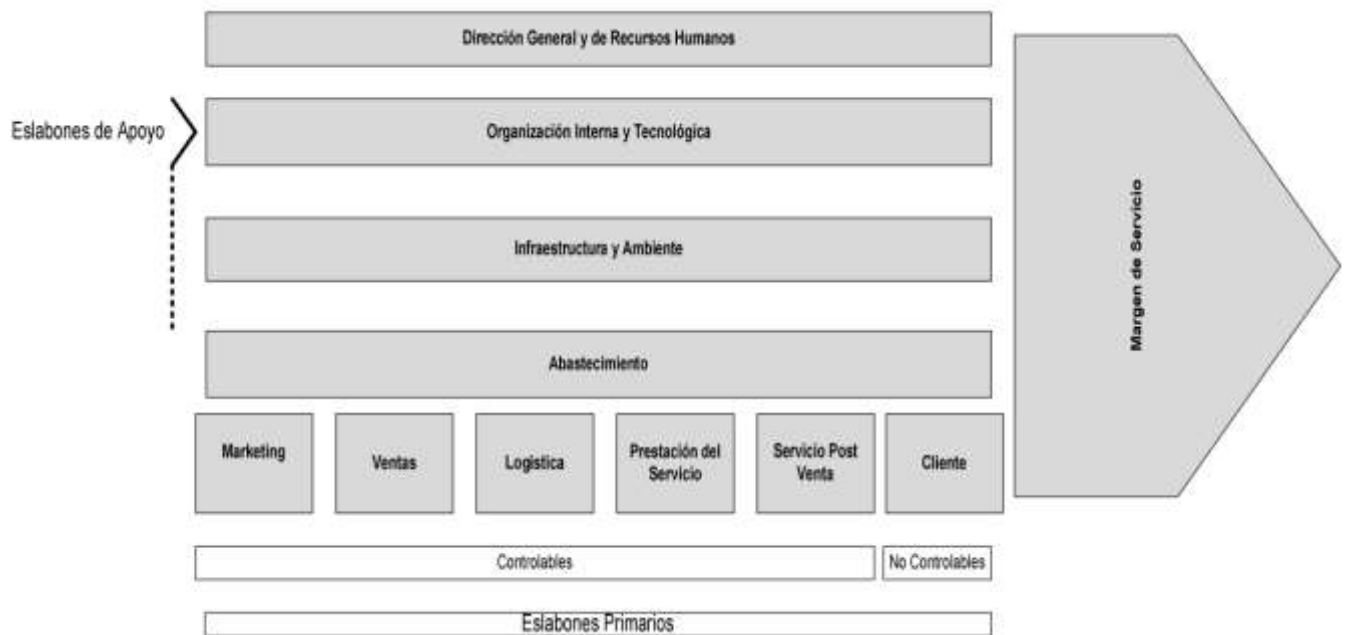 Dirección General y de Recursos Humanos
Eslabones de Apoyo
Organización Interna y Tecnológica
Infraestructura y Ambiente
Abastecimiento
Marketing
Ventas
Logistica
Prestación del
Servicio
Servicio Post
Venta
Cliente
Margen de Servicio
Controlables
No Controlables
Eslabones Primarios